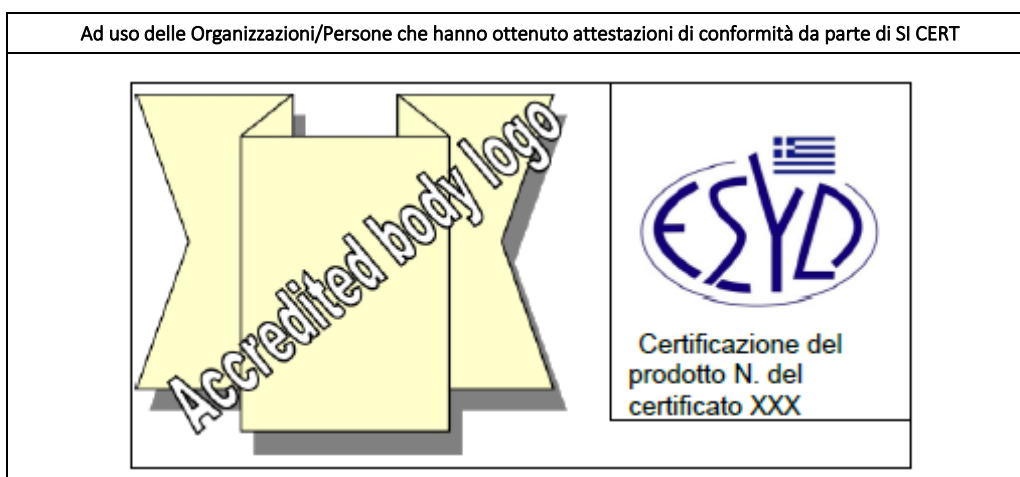 Ad uso delle Organizzazioni/Persone che hanno ottenuto attestazioni di conformità da parte di SI CERT
Accredited body logo
ESYD
Certificazione del
prodotto N. del
certificato XXX